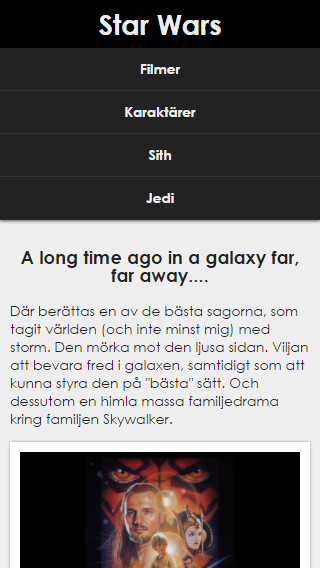 Star Wars
Filmer
Karaktärer
Sith
Jedi
A long time ago in a galaxy far,
far away....
Där berättas en av de bästa sagorna, som
tagit världen (och inte minst mig) med
storm. Den mörka mot den ljusa sidan. Viljan
att bevara fred i galaxen, samtidigt som att
kunna styra den på "bästa" sätt. Och
dessutom en himla massa familjedrama
kring familjen Skywalker.